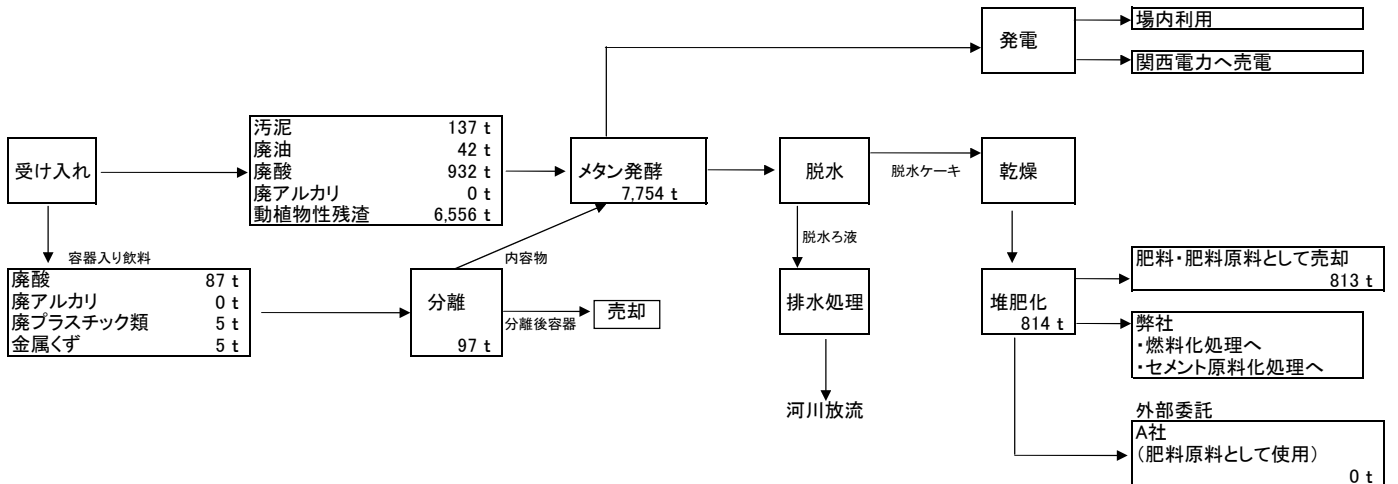 受け入れ
汚泥 137 t
廃油 42 t
廃酸 932 t
廃アルカリ 0 t
動植物性残渣 6,556 t
容器入り飲料
廃酸 87 t
廃アルカリ 0 t
廃プラスチック類 5 t
金属くず 5 t
分離
97 t
内容物
分離後容器
売却
メタン発酵
7,754 t
発電
場内利用
関西電力へ売電
脱水
脱水ケーキ
乾燥
脱水ろ液
排水処理
河川放流
堆肥化
814 t
肥料・肥料原料として売却
813 t
弊社
・燃料化処理へ
・セメント原料化処理へ
外部委託
A社
(肥料原料として使用)
0 t